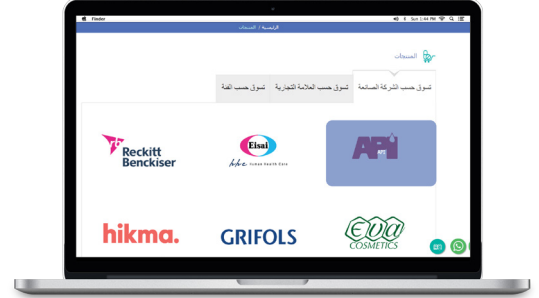 Finder
Sun 1:44 PM
الرئيسية / المنتجات
المنتجات
تسوق حسب الشركة الصانعة
تسوق حسب العلامة التجارية
تسوق حسب الفئة
Reckitt
Benckiser
Eisai
hhc human health care
API
hikma.
GRIFOLS
EVA
COSMETICS